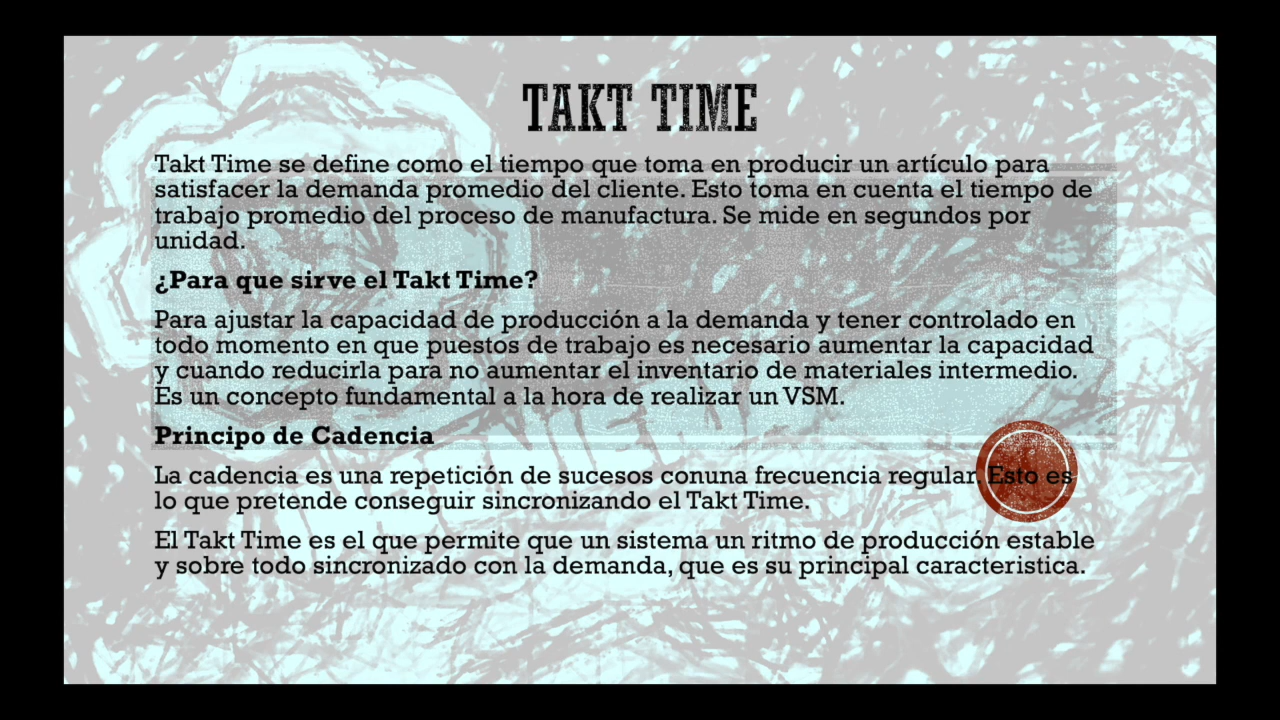 TAKT TIME
Takt Time se define como el tiempo que toma en producir un artículo para
satisfacer la demanda promedio del cliente. Esto toma en cuenta el tiempo de
trabajo promedio del proceso de manufactura. Se mide en segundos por
unidad.
¿Para que sirve el Takt Time?
Para ajustar la capacidad de producción a la demanda y tener controlado en
todo momento en que puestos de trabajo es necesario aumentar la capacidad
y cuando reducirla para no aumentar el inventario de materiales intermedio.
Es un concepto fundamental a la hora de realizar un VSM.
Principo de Cadencia
La cadencia es una repetición de sucesos conuna frecuencia regular. Esto es
lo que pretende conseguir sincronizando el Takt Time.
El Takt Time es el que permite que un sistema un ritmo de producción estable
y sobre todo sincronizado con la demanda, que es su principal caracteristica.